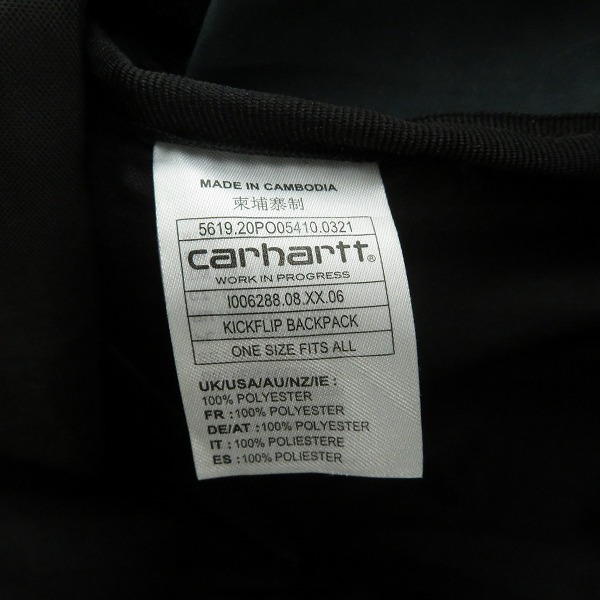 MADE IN CAMBODIA
柬埔寨制
5619.20PO05410.0321
carhartt®
WORK IN PROGRESS
I006288.08.XX.06
KICKFLIP BACKPACK
ONE SIZE FITS ALL
UK/USA/AU/NZ/IE :
100% POLYESTER
FR : 100% POLYESTER
DE/AT : 100% POLYESTER
IT : 100% POLIESTERE
ES : 100% POLIESTER